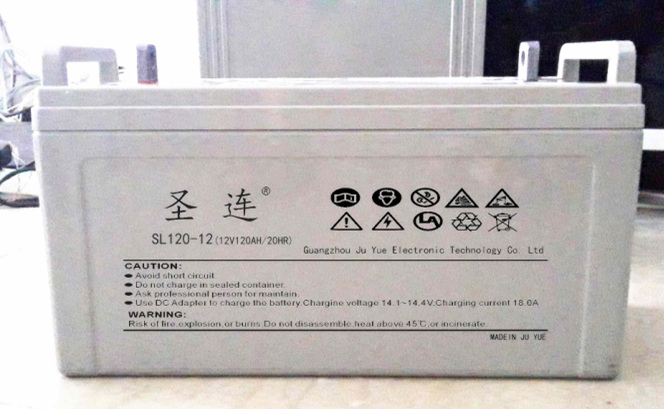 圣连®
SL120-12(12V120AH/20HR)
Guangzhou Ju Yue Electronic Technology Co. Ltd
CAUTION:
● Avoid short circuit.
● Do not charge in sealed container.
● Ask professional person for maintain.
● Use DC Adapter to charge the battery.Chargine voltage 14.1~14.4V.Charging current 18.0A
WARNING:
Risk of fire.explosion,or burns.Do not disassemble.heat above 45℃,or incinerate.
MADEIN JU YUE